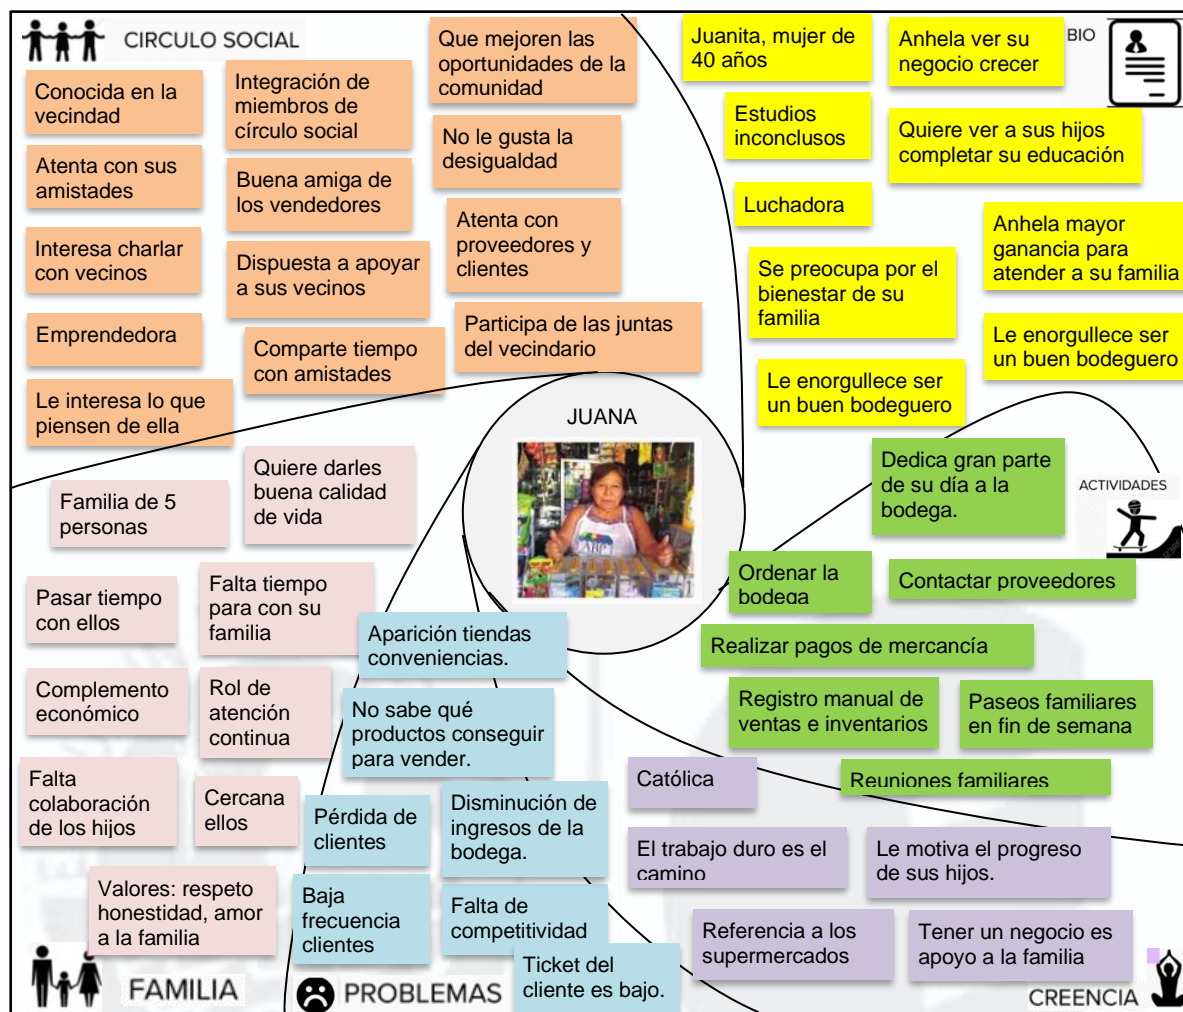 CIRCULO SOCIAL
Conocida en la
vecindad
Atenta con sus
amistades
Interesa charlar
con vecinos
Emprendedora
Le interesa lo que
piensen de ella
Integración de
miembros de
círculo social
Buena amiga de
los vendedores
Dispuesta a apoyar
a sus vecinos
Comparte tiempo
con amistades
Que mejoren las
oportunidades de la
comunidad
No le gusta la
desigualdad
Atenta con
proveedores y
clientes
Participa de las juntas
del vecindario
BIO
Juanita, mujer de
40 años
Estudios
inconclusos
Luchadora
Se preocupa por el
bienestar de su
familia
Le enorgullece ser
un buen bodeguero
Anhela ver su
negocio crecer
Quiere ver a sus hijos
completar su educación
Anhela mayor
ganancia para
atender a su familia
Le enorgullece ser
un buen bodeguero
JUANA
ACTIVIDADES
Dedica gran parte
de su día a la
bodega.
Ordenar la
bodega
Contactar proveedores
Realizar pagos de mercancía
Registro manual de
ventas e inventarios
Paseos familiares
en fin de semana
Reuniones familiares
Familia de 5
personas
Quiere darles
buena calidad
de vida
Pasar tiempo
con ellos
Falta tiempo
para con su
familia
Complemento
económico
Rol de
atención
continua
Falta
colaboración
de los hijos
Cercana
ellos
Valores: respeto
honestidad, amor
a la familia
FAMILIA
Aparición tiendas
conveniencias.
No sabe qué
productos conseguir
para vender.
Pérdida de
clientes
Disminución de
ingresos de la
bodega.
Baja
frecuencia
clientes
Falta de
competitividad
Ticket del
cliente es bajo.
PROBLEMAS
Católica
El trabajo duro es el
camino
Le motiva el progreso
de sus hijos.
Referencia a los
supermercados
Tener un negocio es
apoyo a la familia
CREENCIA